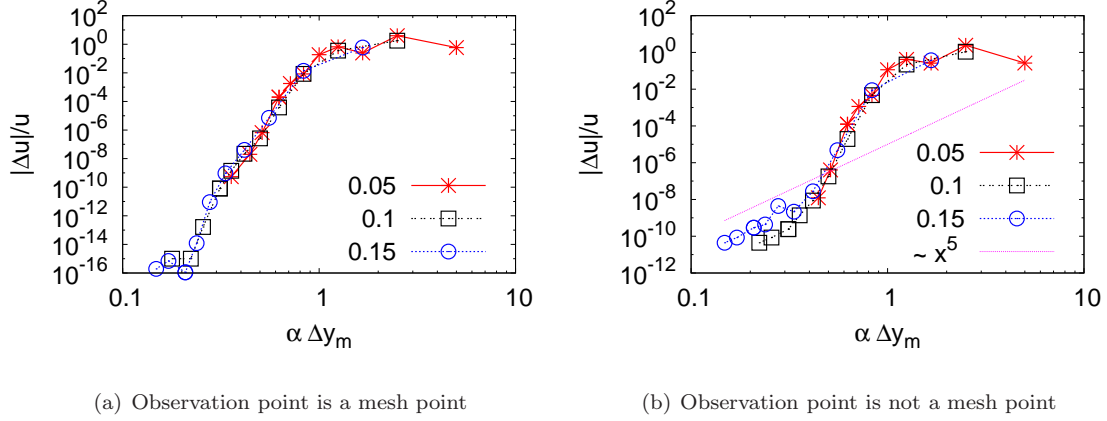 10^2
10^0
10^-2
10^-4
10^-6
10^-8
10^-10
10^-12
10^-14
10^-16
|Δu|/u
0.05
0.1
0.15
0.1 1 10
α Δy_m
(a) Observation point is a mesh point
10^2
10^0
10^-2
10^-4
10^-6
10^-8
10^-10
10^-12
|Δu|/u
0.05
0.1
0.15
~ x^5
0.1 1 10
α Δy_m
(b) Observation point is not a mesh point